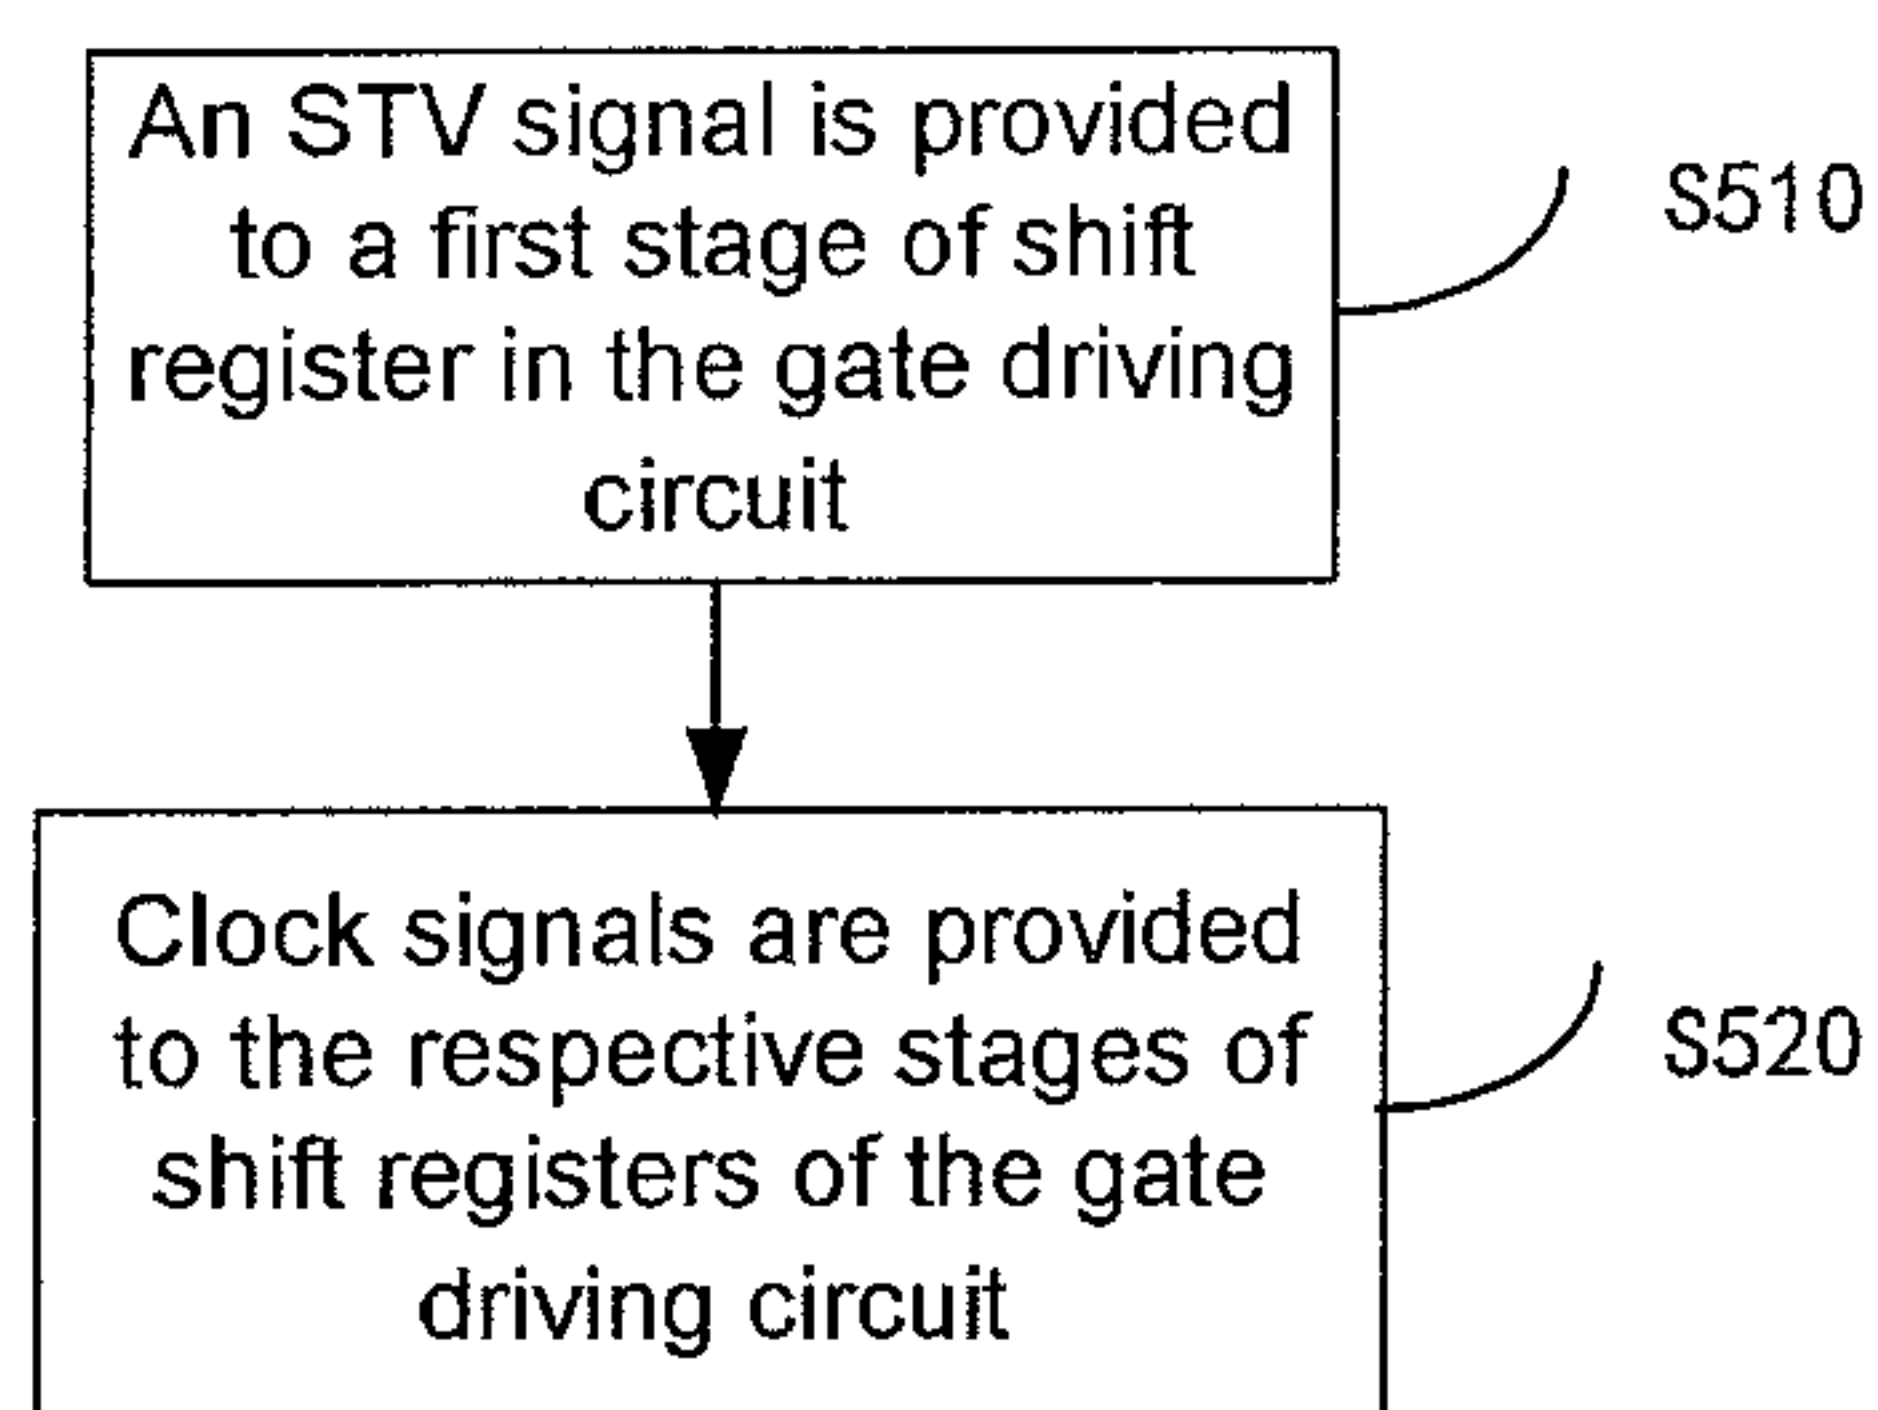 An STV signal is provided
to a first stage of shift
register in the gate driving
circuit
S510
Clock signals are provided
to the respective stages of
shift registers of the gate
driving circuit
S520